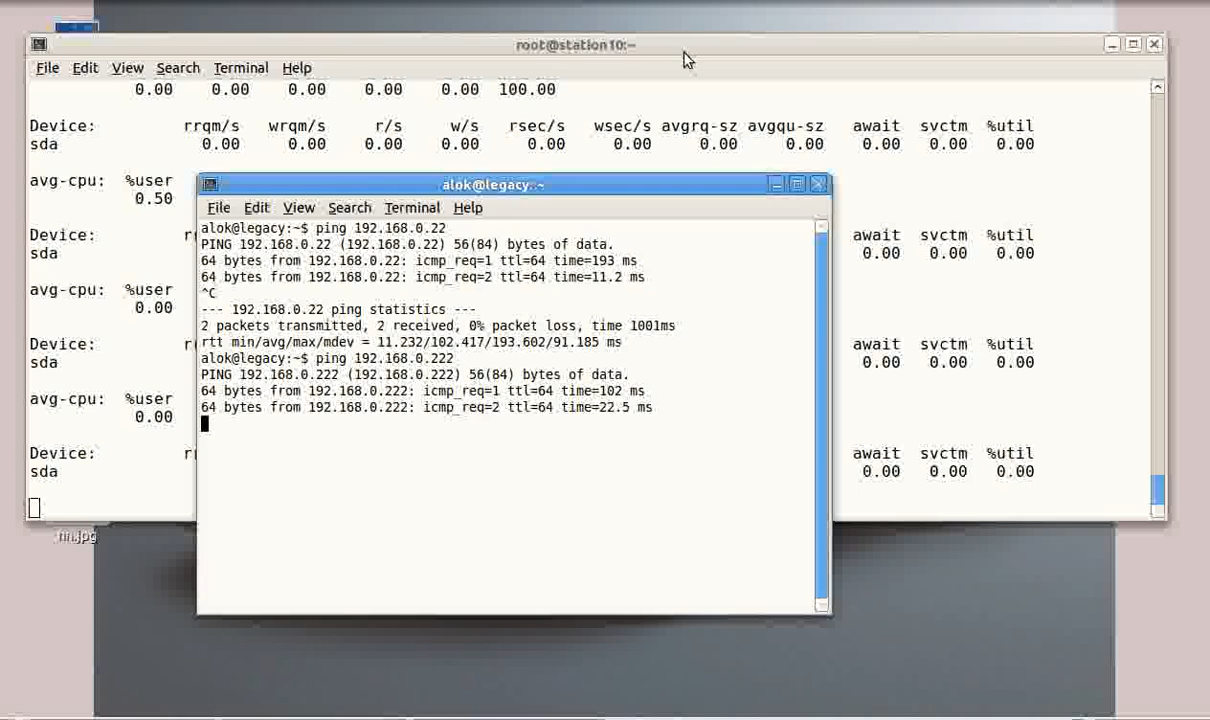 root@station10:~
File Edit View Search Terminal Help
0.00 0.00 0.00 0.00 0.00 100.00
Device: rrqm/s wrqm/s r/s w/s rsec/s wsec/s avgrq-sz avgqu-sz await svctm %util
sda 0.00 0.00 0.00 0.00 0.00 0.00 0.00 0.00 0.00 0.00 0.00
avg-cpu: %user
0.50
Device: await svctm %util
sda 0.00 0.00 0.00
avg-cpu: %user
0.00
Device: await svctm %util
sda 0.00 0.00 0.00
avg-cpu: %user
0.00
Device: await svctm %util
sda 0.00 0.00 0.00
alok@legacy: ~
File Edit View Search Terminal Help
alok@legacy:~$ ping 192.168.0.22
PING 192.168.0.22 (192.168.0.22) 56(84) bytes of data.
64 bytes from 192.168.0.22: icmp_req=1 ttl=64 time=193 ms
64 bytes from 192.168.0.22: icmp_req=2 ttl=64 time=11.2 ms
^C
--- 192.168.0.22 ping statistics ---
2 packets transmitted, 2 received, 0% packet loss, time 1001ms
rtt min/avg/max/mdev = 11.232/102.417/193.602/91.185 ms
alok@legacy:~$ ping 192.168.0.222
PING 192.168.0.222 (192.168.0.222) 56(84) bytes of data.
64 bytes from 192.168.0.222: icmp_req=1 ttl=64 time=102 ms
64 bytes from 192.168.0.222: icmp_req=2 ttl=64 time=22.5 ms